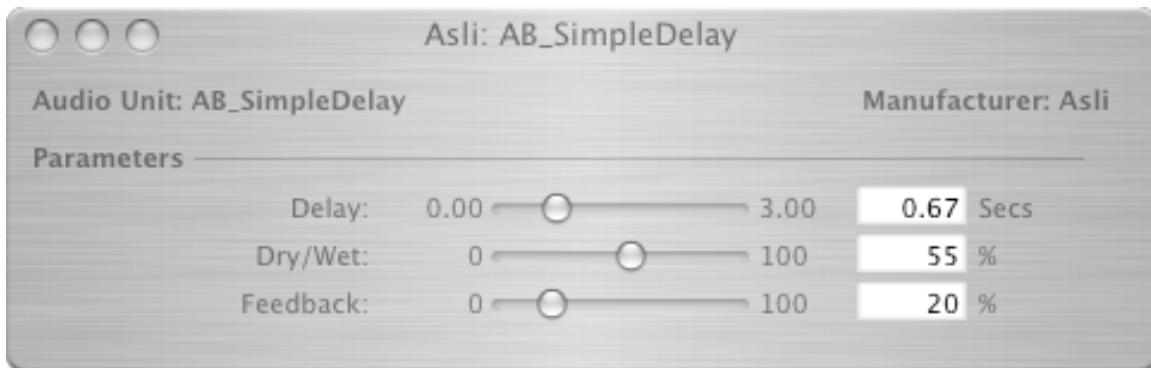 Asli: AB_SimpleDelay
Audio Unit: AB_SimpleDelay Manufacturer: Asli
Parameters
Delay: 0.00 3.00 0.67 Secs
Dry/Wet: 0 100 55 %
Feedback: 0 100 20 %